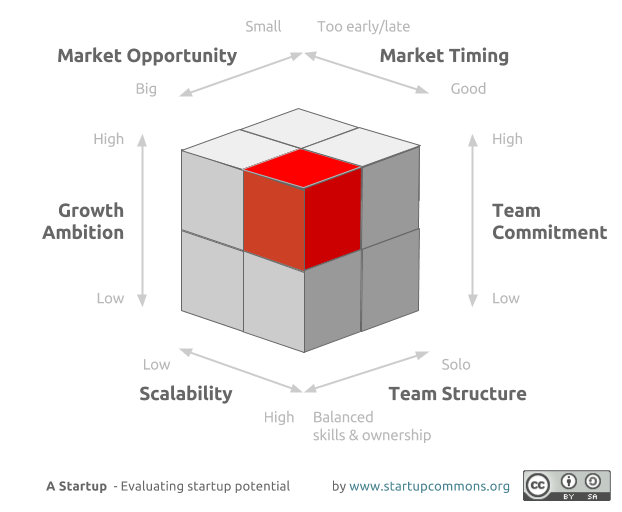 Small
Too early/late
Market Opportunity
Market Timing
Big
Good
High
High
Growth
Ambition
Team
Commitment
Low
Low
Low
Solo
Scalability
Team Structure
High
Balanced
skills & ownership
A Startup - Evaluating startup potential
by www.startupcommons.org
cc
BY SA